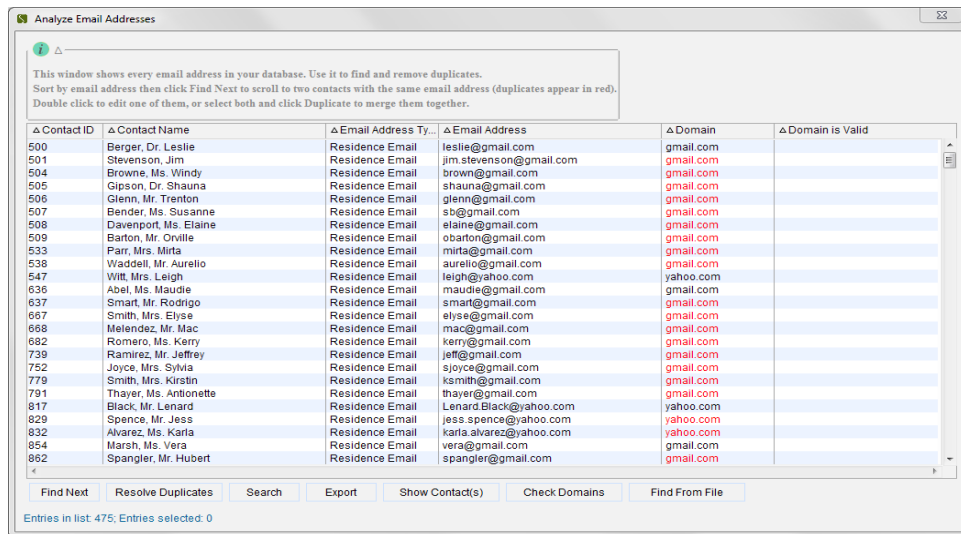 Analyze Email Addresses
This window shows every email address in your database. Use it to find and remove duplicates.
Sort by email address then click Find Next to scroll to two contacts with the same email address (duplicates appear in red).
Double click to edit one of them, or select both and click Duplicate to merge them together.
Contact ID Contact Name Email Address Ty... Email Address Domain Domain is Valid
500 Berger, Dr. Leslie Residence Email leslie@gmail.com gmail.com
501 Stevenson, Jim Residence Email jim.stevenson@gmail.com gmail.com
504 Browne, Ms. Windy Residence Email brown@gmail.com gmail.com
505 Gipson, Dr. Shauna Residence Email shauna@gmail.com gmail.com
506 Glenn, Mr. Trenton Residence Email glenn@gmail.com gmail.com
507 Bender, Ms. Susanne Residence Email sb@gmail.com gmail.com
508 Davenport, Ms. Elaine Residence Email elaine@gmail.com gmail.com
509 Barton, Mr. Orville Residence Email obarton@gmail.com gmail.com
533 Parr, Mrs. Mirta Residence Email mirta@gmail.com gmail.com
538 Waddell, Mr. Aurelio Residence Email aurelio@gmail.com gmail.com
547 Witt, Mrs. Leigh Residence Email leigh@yahoo.com yahoo.com
636 Abel, Ms. Maudie Residence Email maudie@gmail.com gmail.com
637 Smart, Mr. Rodrigo Residence Email smart@gmail.com gmail.com
667 Smith, Mrs. Elyse Residence Email elyse@gmail.com gmail.com
668 Melendez, Mr. Mac Residence Email mac@gmail.com gmail.com
682 Romero, Ms. Kerry Residence Email kerry@gmail.com gmail.com
739 Ramirez, Mr. Jeffrey Residence Email jeff@gmail.com gmail.com
752 Joyce, Mrs. Sylvia Residence Email sjoyce@gmail.com gmail.com
779 Smith, Mrs. Kirstin Residence Email ksmith@gmail.com gmail.com
791 Thayer, Ms. Antionette Residence Email thayer@gmail.com gmail.com
817 Black, Mr. Lenard Residence Email Lenard.Black@yahoo.com yahoo.com
829 Spence, Mr. Jess Residence Email jess.spence@yahoo.com yahoo.com
832 Alvarez, Ms. Karla Residence Email karla.alvarez@yahoo.com yahoo.com
854 Marsh, Ms. Vera Residence Email vera@gmail.com gmail.com
862 Spangler, Mr. Hubert Residence Email spangler@gmail.com gmail.com
Find Next Resolve Duplicates Search Export Show Contact(s) Check Domains Find From File
Entries in list: 475; Entries selected: 0